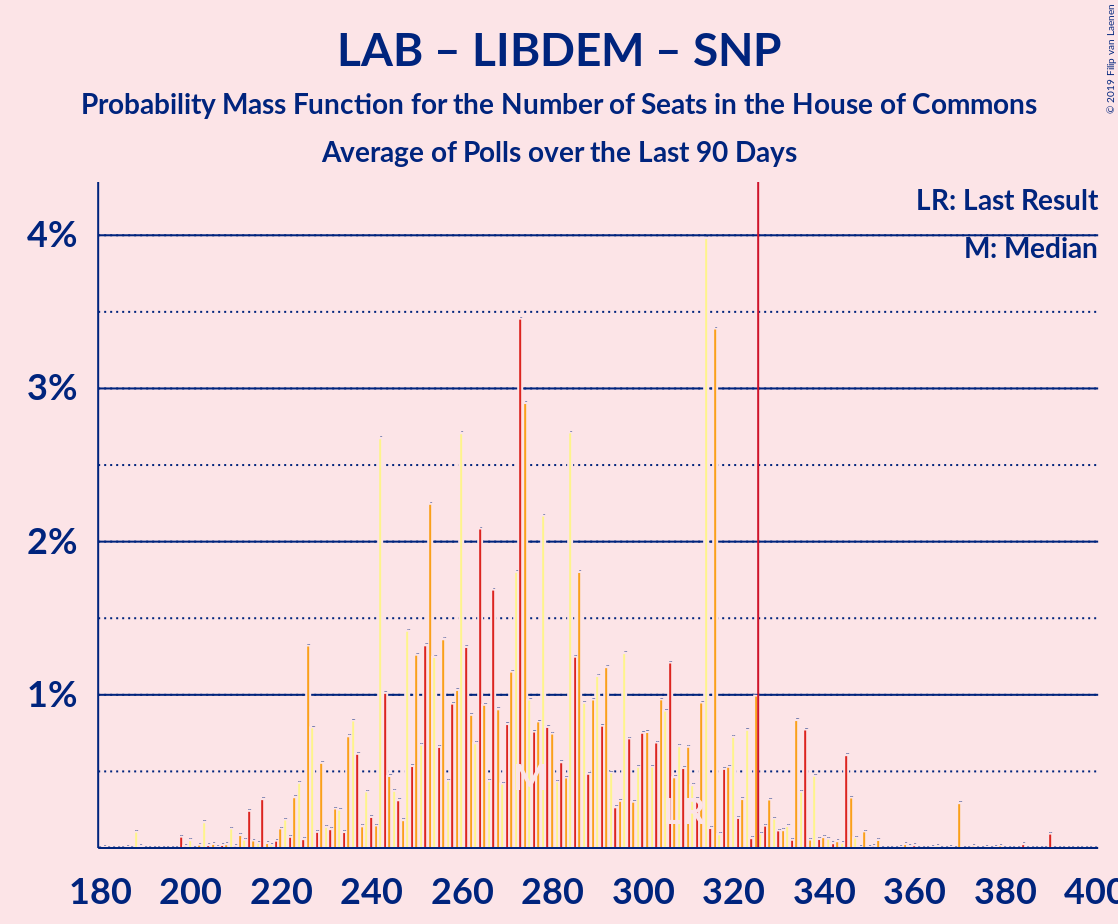 LAB – LIBDEM – SNP
Probability Mass Function for the Number of Seats in the House of Commons
Average of Polls over the Last 90 Days
© 2019 Filip van Laenen
LR: Last Result
M: Median
4%
3%
2%
1%
M
LR
180 200 220 240 260 280 300 320 340 360 380 400